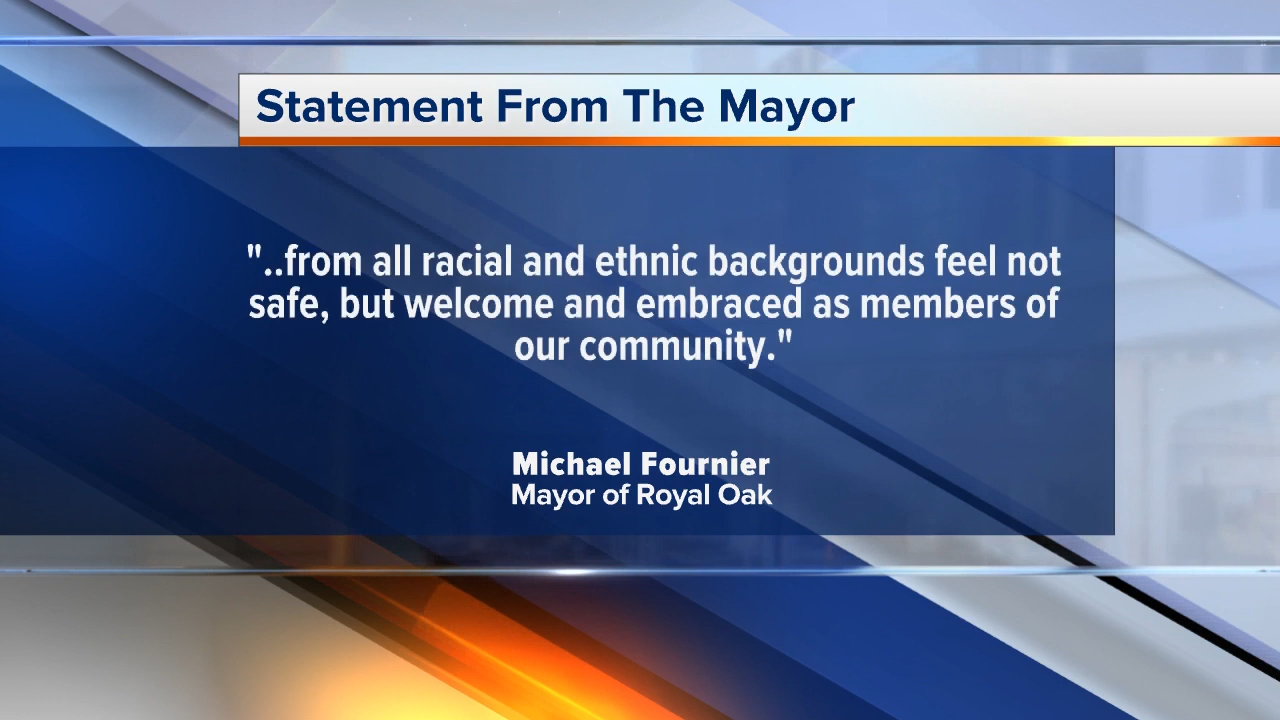 Statement From The Mayor
"..from all racial and ethnic backgrounds feel not
safe, but welcome and embraced as members of
our community."
Michael Fournier
Mayor of Royal Oak